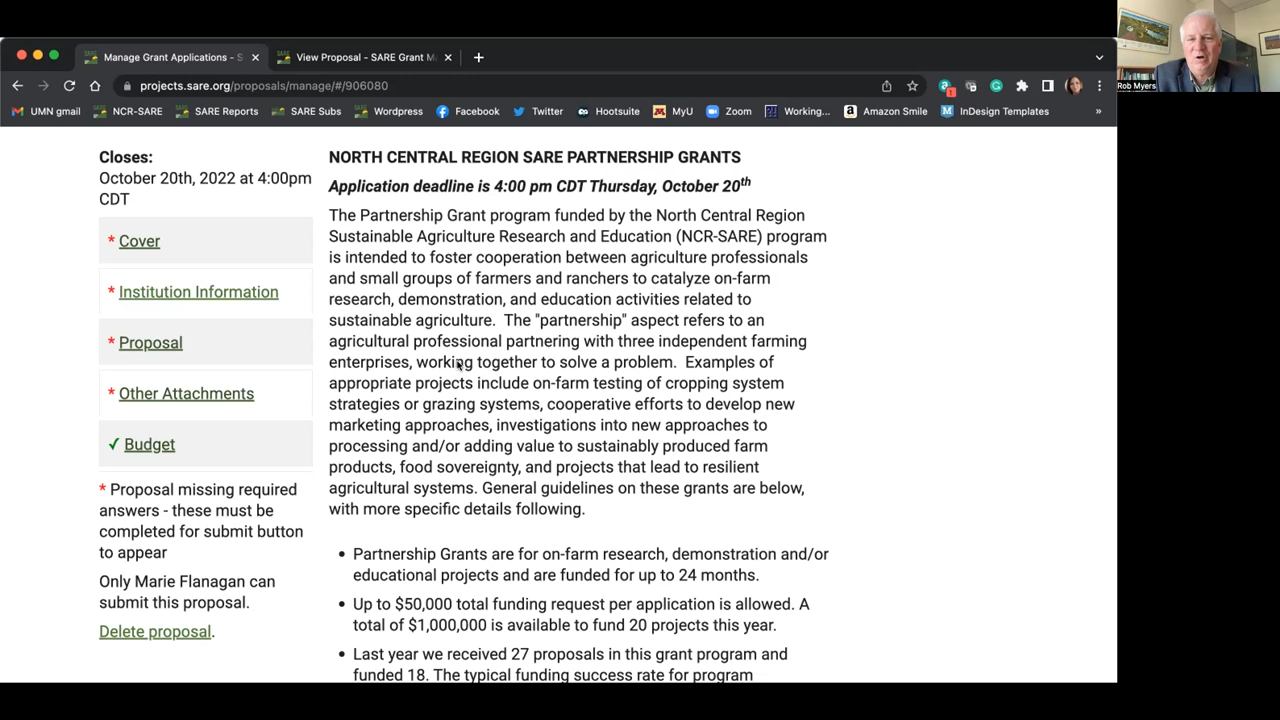 Manage Grant Applications - S
View Proposal - SARE Grant M
projects.sare.org/proposals/manage/#/906080
UMN gmail
NCR-SARE
SARE Reports
SARE Subs
Wordpress
Facebook
Twitter
Hootsuite
MyU
Zoom
Working...
Amazon Smile
InDesign Templates
»
Rob Myers
Closes:
October 20th, 2022 at 4:00pm
CDT
* Cover
* Institution Information
* Proposal
* Other Attachments
✓ Budget
* Proposal missing required
answers - these must be
completed for submit button
to appear
Only Marie Flanagan can
submit this proposal.
Delete proposal.
NORTH CENTRAL REGION SARE PARTNERSHIP GRANTS
Application deadline is 4:00 pm CDT Thursday, October 20th
The Partnership Grant program funded by the North Central Region
Sustainable Agriculture Research and Education (NCR-SARE) program
is intended to foster cooperation between agriculture professionals
and small groups of farmers and ranchers to catalyze on-farm
research, demonstration, and education activities related to
sustainable agriculture. The "partnership" aspect refers to an
agricultural professional partnering with three independent farming
enterprises, working together to solve a problem. Examples of
appropriate projects include on-farm testing of cropping system
strategies or grazing systems, cooperative efforts to develop new
marketing approaches, investigations into new approaches to
processing and/or adding value to sustainably produced farm
products, food sovereignty, and projects that lead to resilient
agricultural systems. General guidelines on these grants are below,
with more specific details following.
• Partnership Grants are for on-farm research, demonstration and/or
educational projects and are funded for up to 24 months.
• Up to $50,000 total funding request per application is allowed. A
total of $1,000,000 is available to fund 20 projects this year.
• Last year we received 27 proposals in this grant program and
funded 18. The typical funding success rate for program